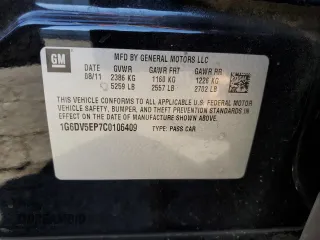 GM
MFD BY GENERAL MOTORS LLC
DATE GVWR GAWR FRT GAWR RR
08/11 2386 KG 1160 KG 1226 KG
5259 LB 2557 LB 2702 LB
THIS VEHICLE CONFORMS TO ALL APPLICABLE U.S. FEDERAL MOTOR
VEHICLE SAFETY, BUMPER, AND THEFT PREVENTION STANDARDS
IN EFFECT ON THE DATE OF MANUFACTURE SHOWN ABOVE.
1G6DV5EP7C0106409 TYPE: PASS CAR